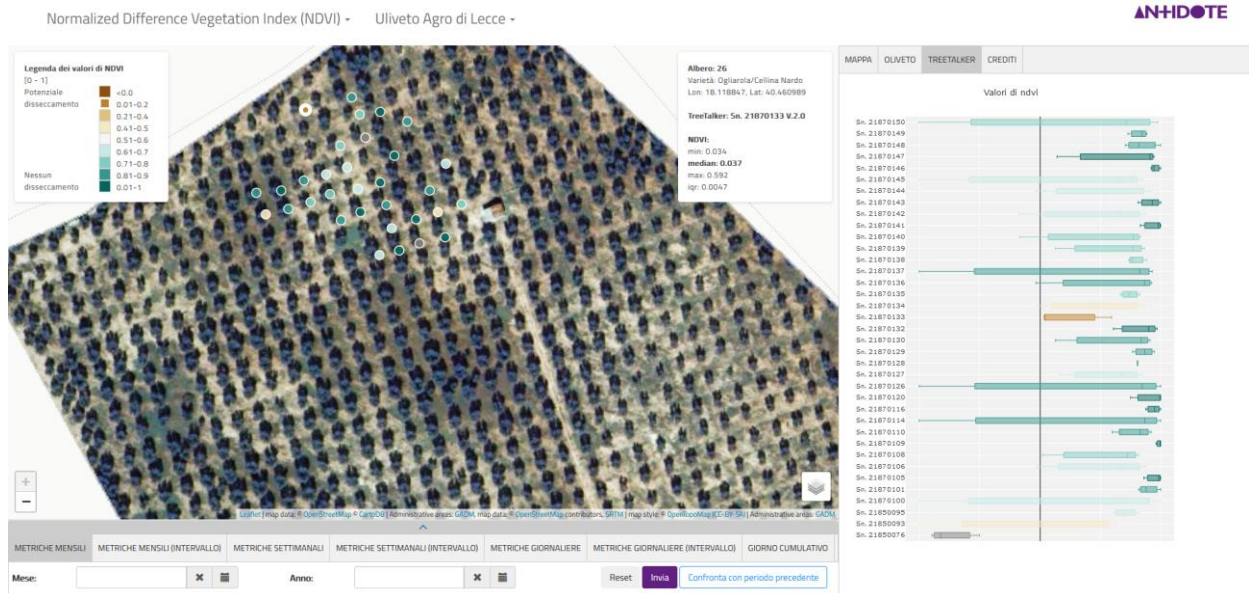 Normalized Difference Vegetation Index (NDVI)
Uliveto Agro di Lecce
ANTIDOTE
Legenda dei valori di NDVI
[0 - 1]
Potenziale
disseccamento
<0.0
0.01-0.2
0.21-0.4
0.41-0.5
0.51-0.6
0.61-0.7
0.71-0.8
0.81-0.9
0.01-1
Nessun
disseccamento
Albero: 26
Varietà: Ogliarola/Cellina Nardo
Lon: 18.118847, Lat: 40.460989
TreeTalker: Sn. 21870133 V.2.0
NDVI:
min: 0.034
median: 0.037
max: 0.592
iqr: 0.0047
+
−
Leaflet | map data: © OpenStreetMap © CartoDB | Administrative areas: GADM, map data: © OpenStreetMap contributors, SRTM | map style: © OpenTopoMap (CC-BY-SA) | Administrative areas: GADM
METRICHE MENSILI
METRICHE MENSILI (INTERVALLO)
METRICHE SETTIMANALI
METRICHE SETTIMANALI (INTERVALLO)
METRICHE GIORNALIERE
METRICHE GIORNALIERE (INTERVALLO)
GIORNO CUMULATIVO
Mese:
Anno:
Reset
Invia
Confronta con periodo precedente
MAPPA
OLIVETO
TREETALKER
CREDITI
Valori di ndvi
Sn. 21870150
Sn. 21870149
Sn. 21870148
Sn. 21870147
Sn. 21870146
Sn. 21870145
Sn. 21870144
Sn. 21870143
Sn. 21870142
Sn. 21870141
Sn. 21870140
Sn. 21870139
Sn. 21870138
Sn. 21870137
Sn. 21870136
Sn. 21870135
Sn. 21870134
Sn. 21870133
Sn. 21870132
Sn. 21870130
Sn. 21870129
Sn. 21870128
Sn. 21870127
Sn. 21870126
Sn. 21870120
Sn. 21870116
Sn. 21870114
Sn. 21870110
Sn. 21870109
Sn. 21870108
Sn. 21870106
Sn. 21870105
Sn. 21870101
Sn. 21870100
Sn. 21850095
Sn. 21850093
Sn. 21850076